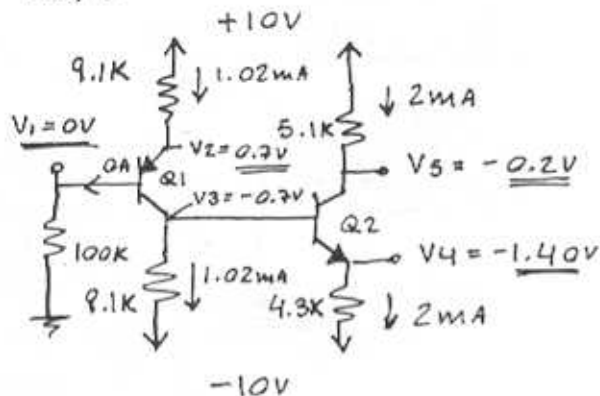 +10V
9.1K
1.02mA
2mA
5.1K
V1 = 0V
0A
V2 = 0.7V
Q1
V5 = -0.2V
V3 = -0.7V
Q2
100K
V4 = -1.40V
9.1K
1.02mA
4.3K
2mA
-10V